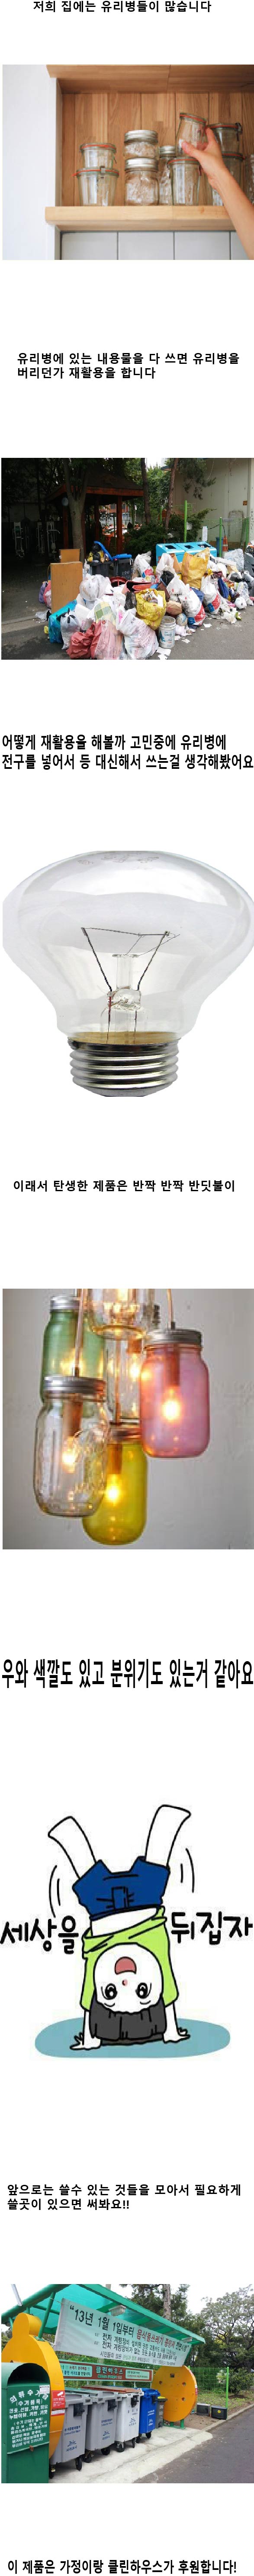 저희 집에는 유리병들이 많습니다
유리병에 있는 내용물을 다 쓰면 유리병을
버리던가 재활용을 합니다
어떻게 재활용을 해볼까 고민중에 유리병에
전구를 넣어서 등 대신해서 쓰는걸 생각해봤어요
이래서 탄생한 제품은 반짝 반짝 반딧불이
우와 색깔도 있고 분위기도 있는거 같아요
세상을 뒤집자
앞으로는 쓸수 있는 것들을 모아서 필요하게
쓸곳이 있으면 써봐요!!
"13년 1월 1일부터
클린하우스
이 제품은 가정이랑 클린하우스가 후원합니다!